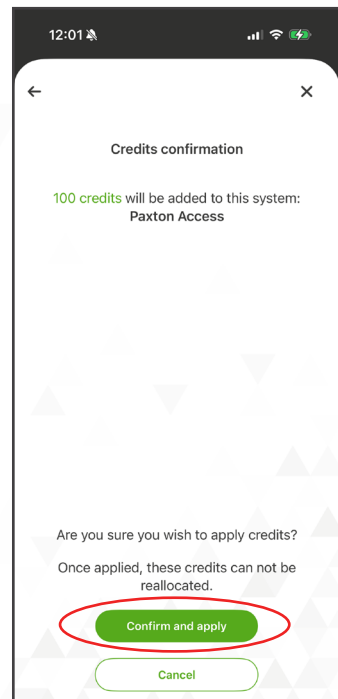 12:01
Credits confirmation
100 credits will be added to this system:
Paxton Access
Are you sure you wish to apply credits?
Once applied, these credits can not be
reallocated.
Confirm and apply
Cancel